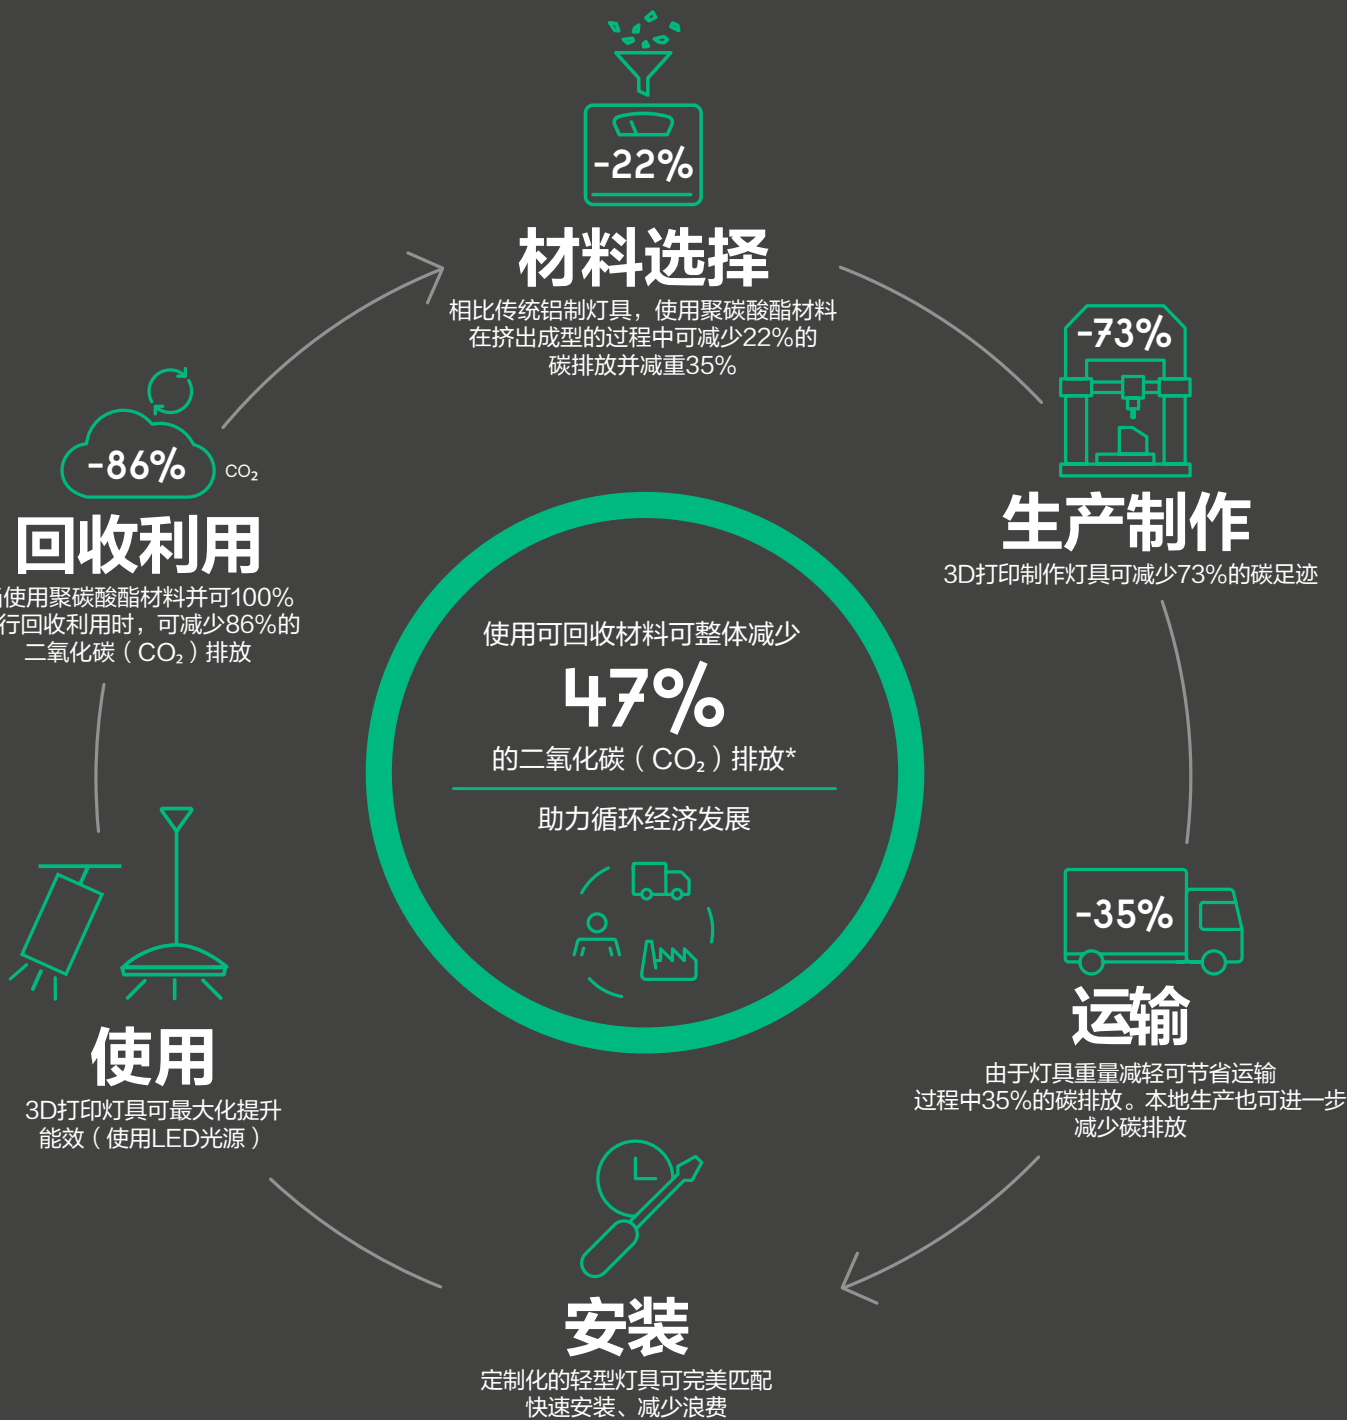 -22%
材料选择
相比传统铝制灯具，使用聚碳酸酯材料
在挤出成型的过程中可减少22%的
碳排放并减重35%
-73%
生产制作
3D打印制作灯具可减少73%的碳足迹
-35%
运输
由于灯具重量减轻可节省运输
过程中35%的碳排放。本地生产也可进一步
减少碳排放
安装
定制化的轻型灯具可完美匹配
快速安装、减少浪费
使用
3D打印灯具可最大化提升
能效（使用LED光源）
-86%
CO₂
回收利用
使用聚碳酸酯材料并可100%
行回收利用时，可减少86%的
二氧化碳（CO₂）排放
使用可回收材料可整体减少
47%
的二氧化碳（CO₂）排放*
助力循环经济发展